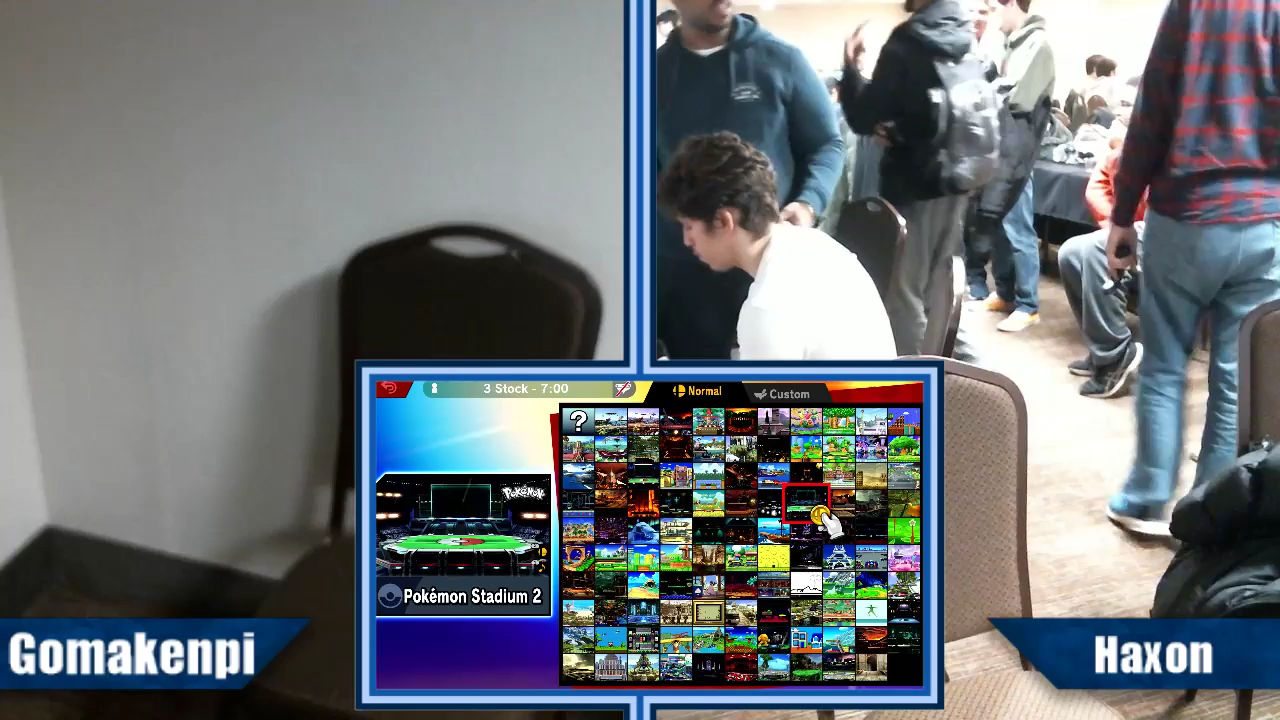 3 Stock - 7:00
Normal
Custom
?
POKÉMON
Pokémon Stadium 2
Gomakenpi
Haxon